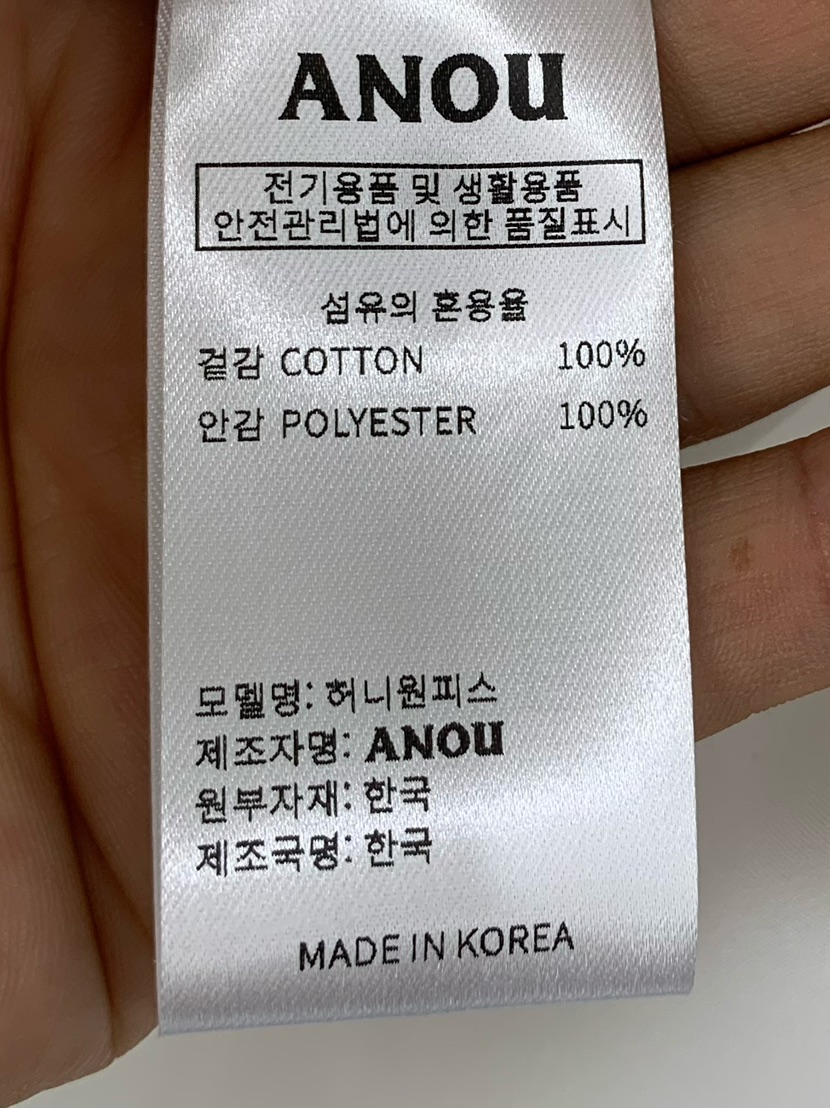 ANOU
전기용품 및 생활용품
안전관리법에 의한 품질표시
섬유의 혼용율
겉감 COTTON 100%
안감 POLYESTER 100%
모델명: 허니원피스
제조자명: ANOU
원부자재: 한국
제조국명: 한국
MADE IN KOREA